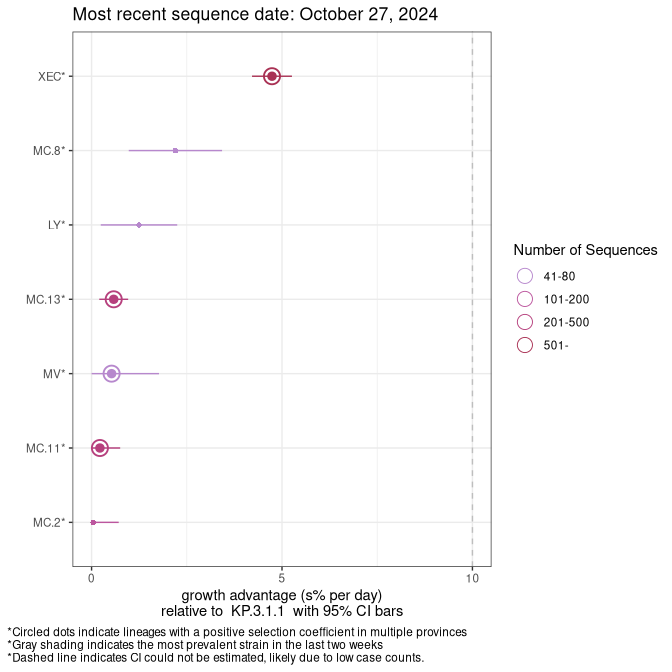 Most recent sequence date: October 27, 2024
XEC*
MC.8*
LY*
MC.13*
MV*
MC.11*
MC.2*
0 5 10
growth advantage (s% per day)
relative to KP.3.1.1 with 95% CI bars
Number of Sequences
41-80
101-200
201-500
501-
*Circled dots indicate lineages with a positive selection coefficient in multiple provinces
*Gray shading indicates the most prevalent strain in the last two weeks
*Dashed line indicates CI could not be estimated, likely due to low case counts.